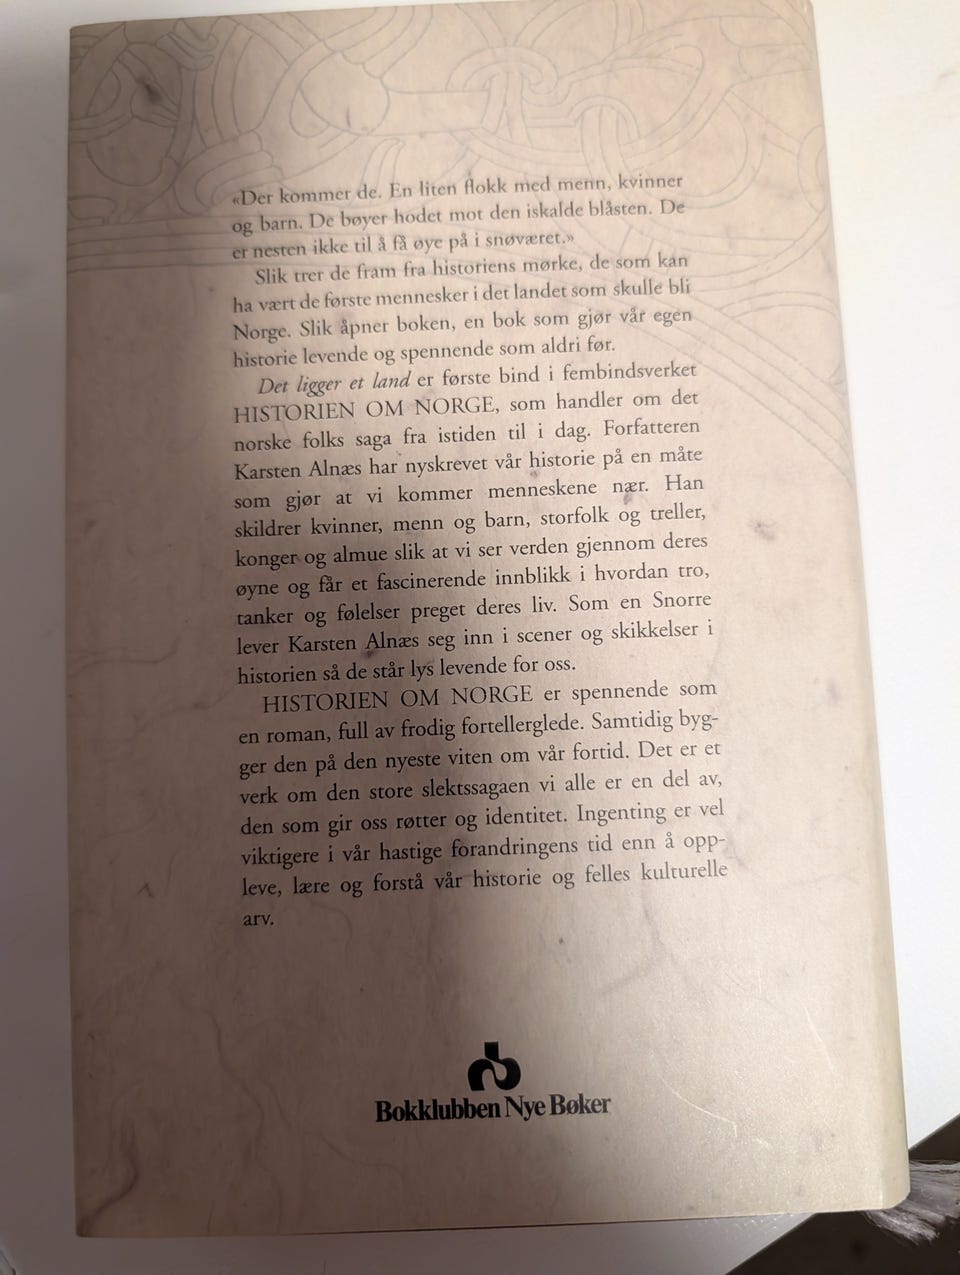 «Der kommer de. En liten flokk med menn, kvinner
og barn. De bøyer hodet mot den iskalde blåsten. De
er nesten ikke til å få øye på i snøværet.»
Slik trer de fram fra historiens mørke, de som kan
ha vært de første mennesker i det landet som skulle bli
Norge. Slik åpner boken, en bok som gjør vår egen
historie levende og spennende som aldri før.
Det ligger et land er første bind i fembindsverket
HISTORIEN OM NORGE, som handler om det
norske folks saga fra istiden til i dag. Forfatteren
Karsten Alnæs har nyskrevet vår historie på en måte
som gjør at vi kommer menneskene nær. Han
skildrer kvinner, menn og barn, storfolk og treller,
konger og almue slik at vi ser verden gjennom deres
øyne og får et fascinerende innblikk i hvordan tro,
tanker og følelser preget deres liv. Som en Snorre
lever Karsten Alnæs seg inn i scener og skikkelser i
historien så de står lys levende for oss.
HISTORIEN OM NORGE er spennende som
en roman, full av frodig fortellerglede. Samtidig byg-
ger den på den nyeste viten om vår fortid. Det er et
verk om den store slektssagaen vi alle er en del av,
den som gir oss røtter og identitet. Ingenting er vel
viktigere i vår hastige forandringens tid enn å opp-
leve, lære og forstå vår historie og felles kulturelle
arv.
Bokklubben Nye Bøker